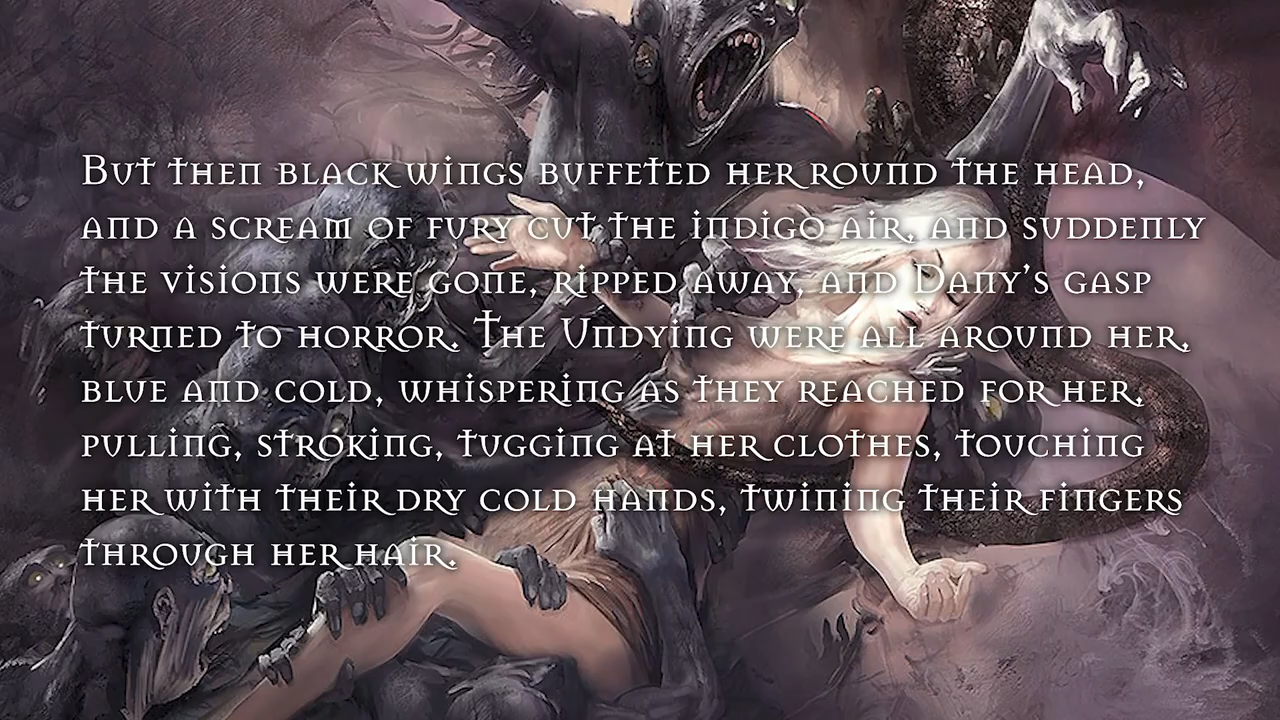 But then black wings buffeted her round the head,
and a scream of fury cut the indigo air, and suddenly
the visions were gone, ripped away, and Dany's gasp
turned to horror. The Undying were all around her,
blue and cold, whispering as they reached for her,
pulling, stroking, tugging at her clothes, touching
her with their dry cold hands, twining their fingers
through her hair.